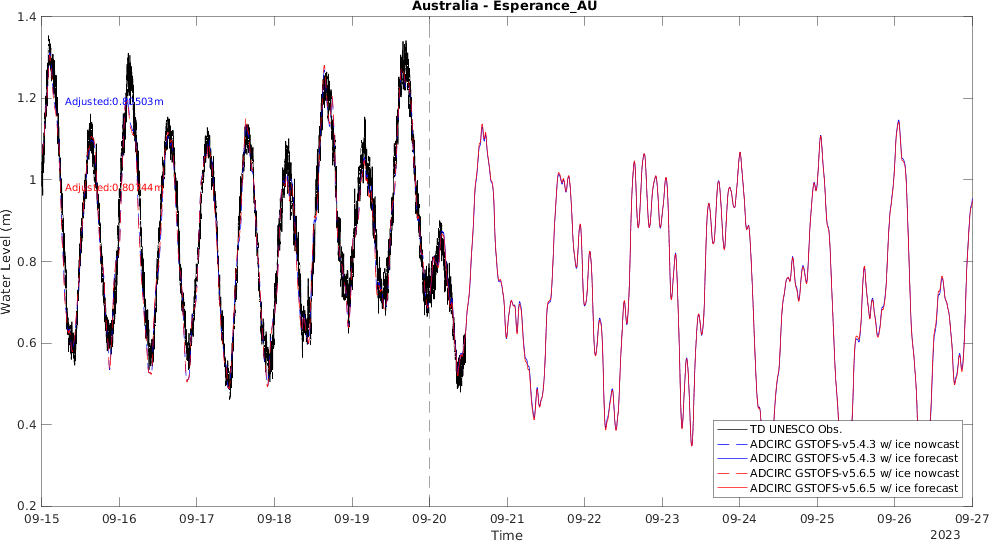 Australia - Esperance_AU
1.4
1.2
1
0.8
0.6
0.4
0.2
Water Level (m)
Adjusted:0.80744m
09-15
09-16
09-17
09-18
09-19
09-20
09-21
09-22
09-23
09-24
09-25
09-26
09-27
Time
2023
TD UNESCO Obs.
ADCIRC GSTOFS-v5.4.3 w/ ice nowcast
ADCIRC GSTOFS-v5.4.3 w/ ice forecast
ADCIRC GSTOFS-v5.6.5 w/ ice nowcast
ADCIRC GSTOFS-v5.6.5 w/ ice forecast